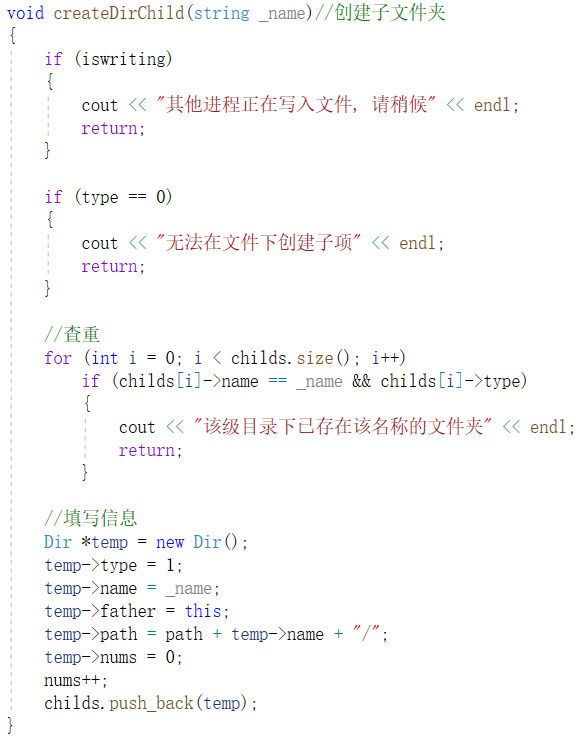 void createDirChild(string _name)//创建子文件夹
{
    if (iswriting)
    {
        cout << "其他进程正在写入文件, 请稍候" << endl;
        return;
    }

    if (type == 0)
    {
        cout << "无法在文件下创建子项" << endl;
        return;
    }

    //查重
    for (int i = 0; i < childs.size(); i++)
        if (childs[i]->name == _name && childs[i]->type)
        {
            cout << "该级目录下已存在该名称的文件夹" << endl;
            return;
        }

    //填写信息
    Dir *temp = new Dir();
    temp->type = 1;
    temp->name = _name;
    temp->father = this;
    temp->path = path + temp->name + "/";
    temp->nums = 0;
    nums++;
    childs.push_back(temp);
}